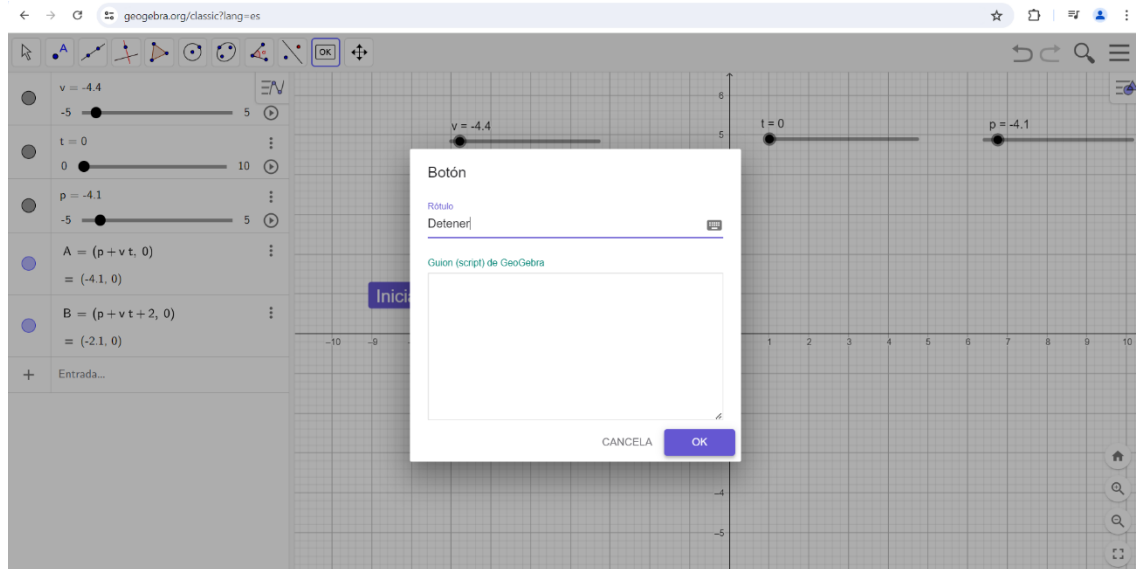 geogebra.org/classic?lang=es
A
OK
v = -4.4
-5
5
t = 0
0
10
p = -4.1
-5
5
A = (p + v t, 0)
= (-4.1, 0)
B = (p + v t + 2, 0)
= (-2.1, 0)
+ Entrada...
v = -4.4
t = 0
p = -4.1
6
5
Botón
Rótulo
Detener
Guion (script) de GeoGebra
CANCELA
OK
-10 -9 1 2 3 4 5 6 7 8 9 10
-4
-5